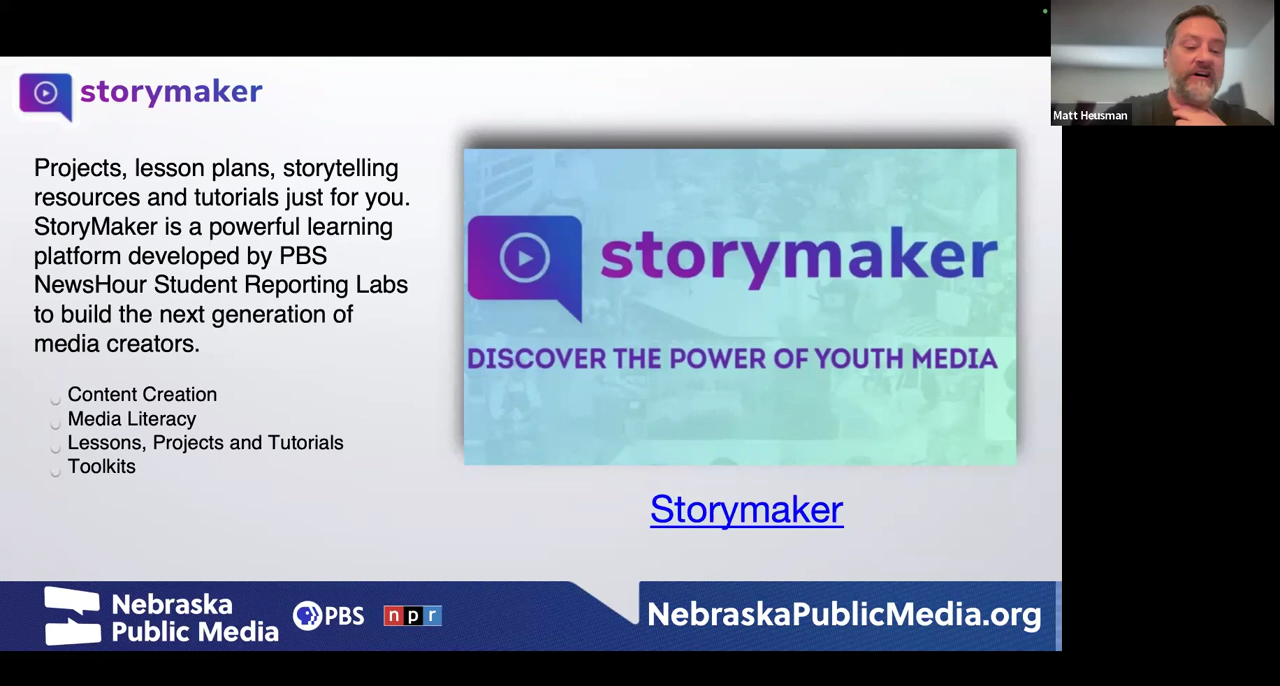 storymaker
Matt Heusman
Projects, lesson plans, storytelling
resources and tutorials just for you.
StoryMaker is a powerful learning
platform developed by PBS
NewsHour Student Reporting Labs
to build the next generation of
media creators.
Content Creation
Media Literacy
Lessons, Projects and Tutorials
Toolkits
storymaker
DISCOVER THE POWER OF YOUTH MEDIA
Storymaker
Nebraska
Public Media
PBS
npr
NebraskaPublicMedia.org